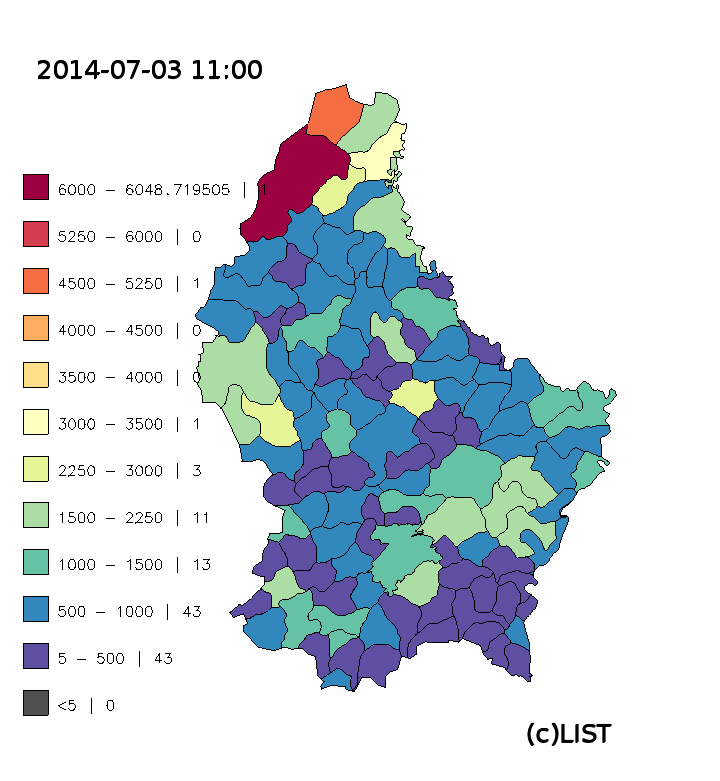 2014-07-03 11:00
6000 – 6048.719505 | 1
5250 – 6000 | 0
4500 – 5250 | 1
4000 – 4500 | 0
3500 – 4000 | 0
3000 – 3500 | 1
2250 – 3000 | 3
1500 – 2250 | 11
1000 – 1500 | 13
500 – 1000 | 43
5 – 500 | 43
<5 | 0
(c)LIST